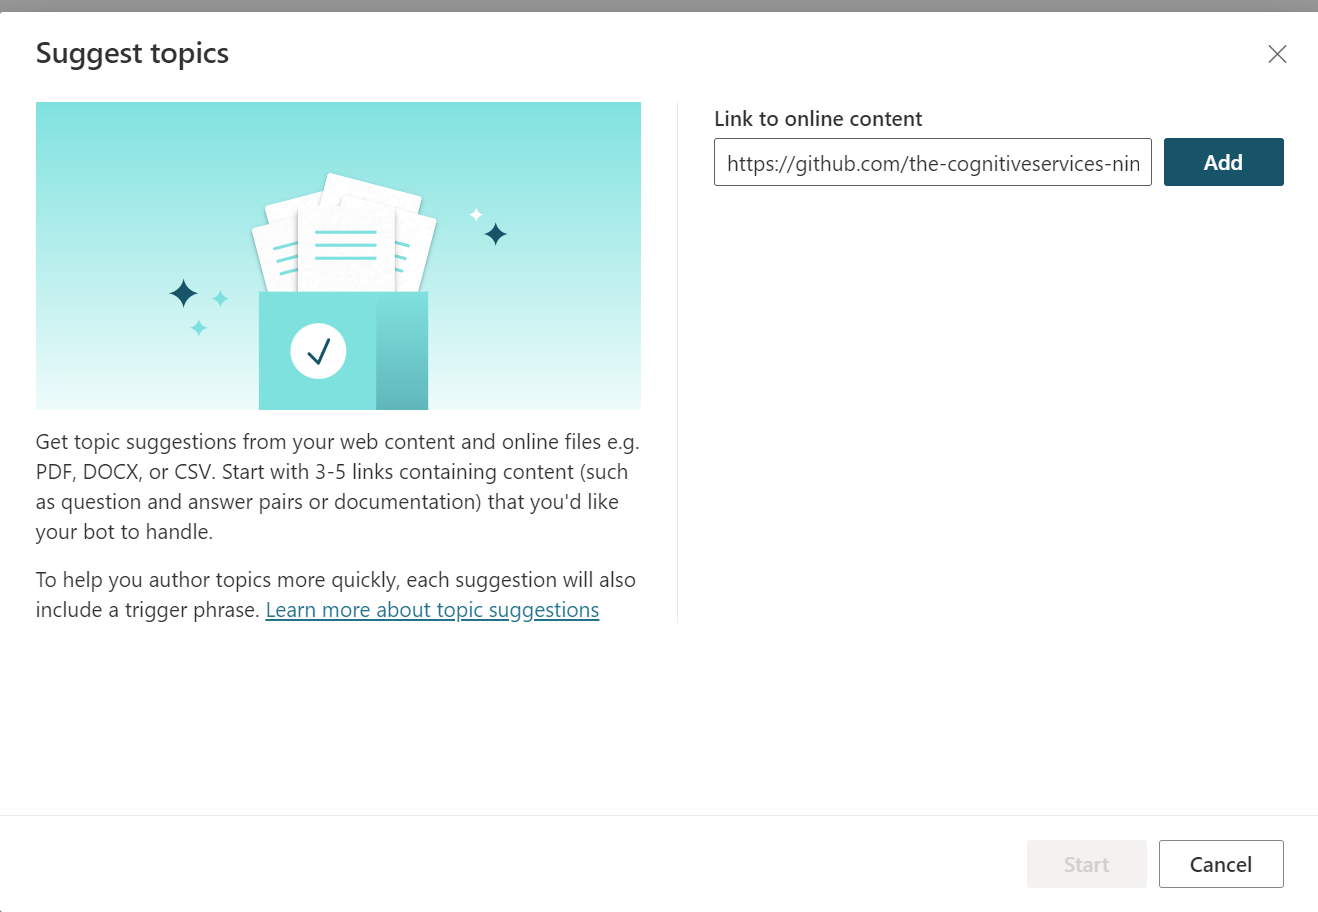 Suggest topics
Link to online content
https://github.com/the-cognitiveservices-nin
Add
Get topic suggestions from your web content and online files e.g.
PDF, DOCX, or CSV. Start with 3-5 links containing content (such
as question and answer pairs or documentation) that you'd like
your bot to handle.
To help you author topics more quickly, each suggestion will also
include a trigger phrase. Learn more about topic suggestions
Start
Cancel